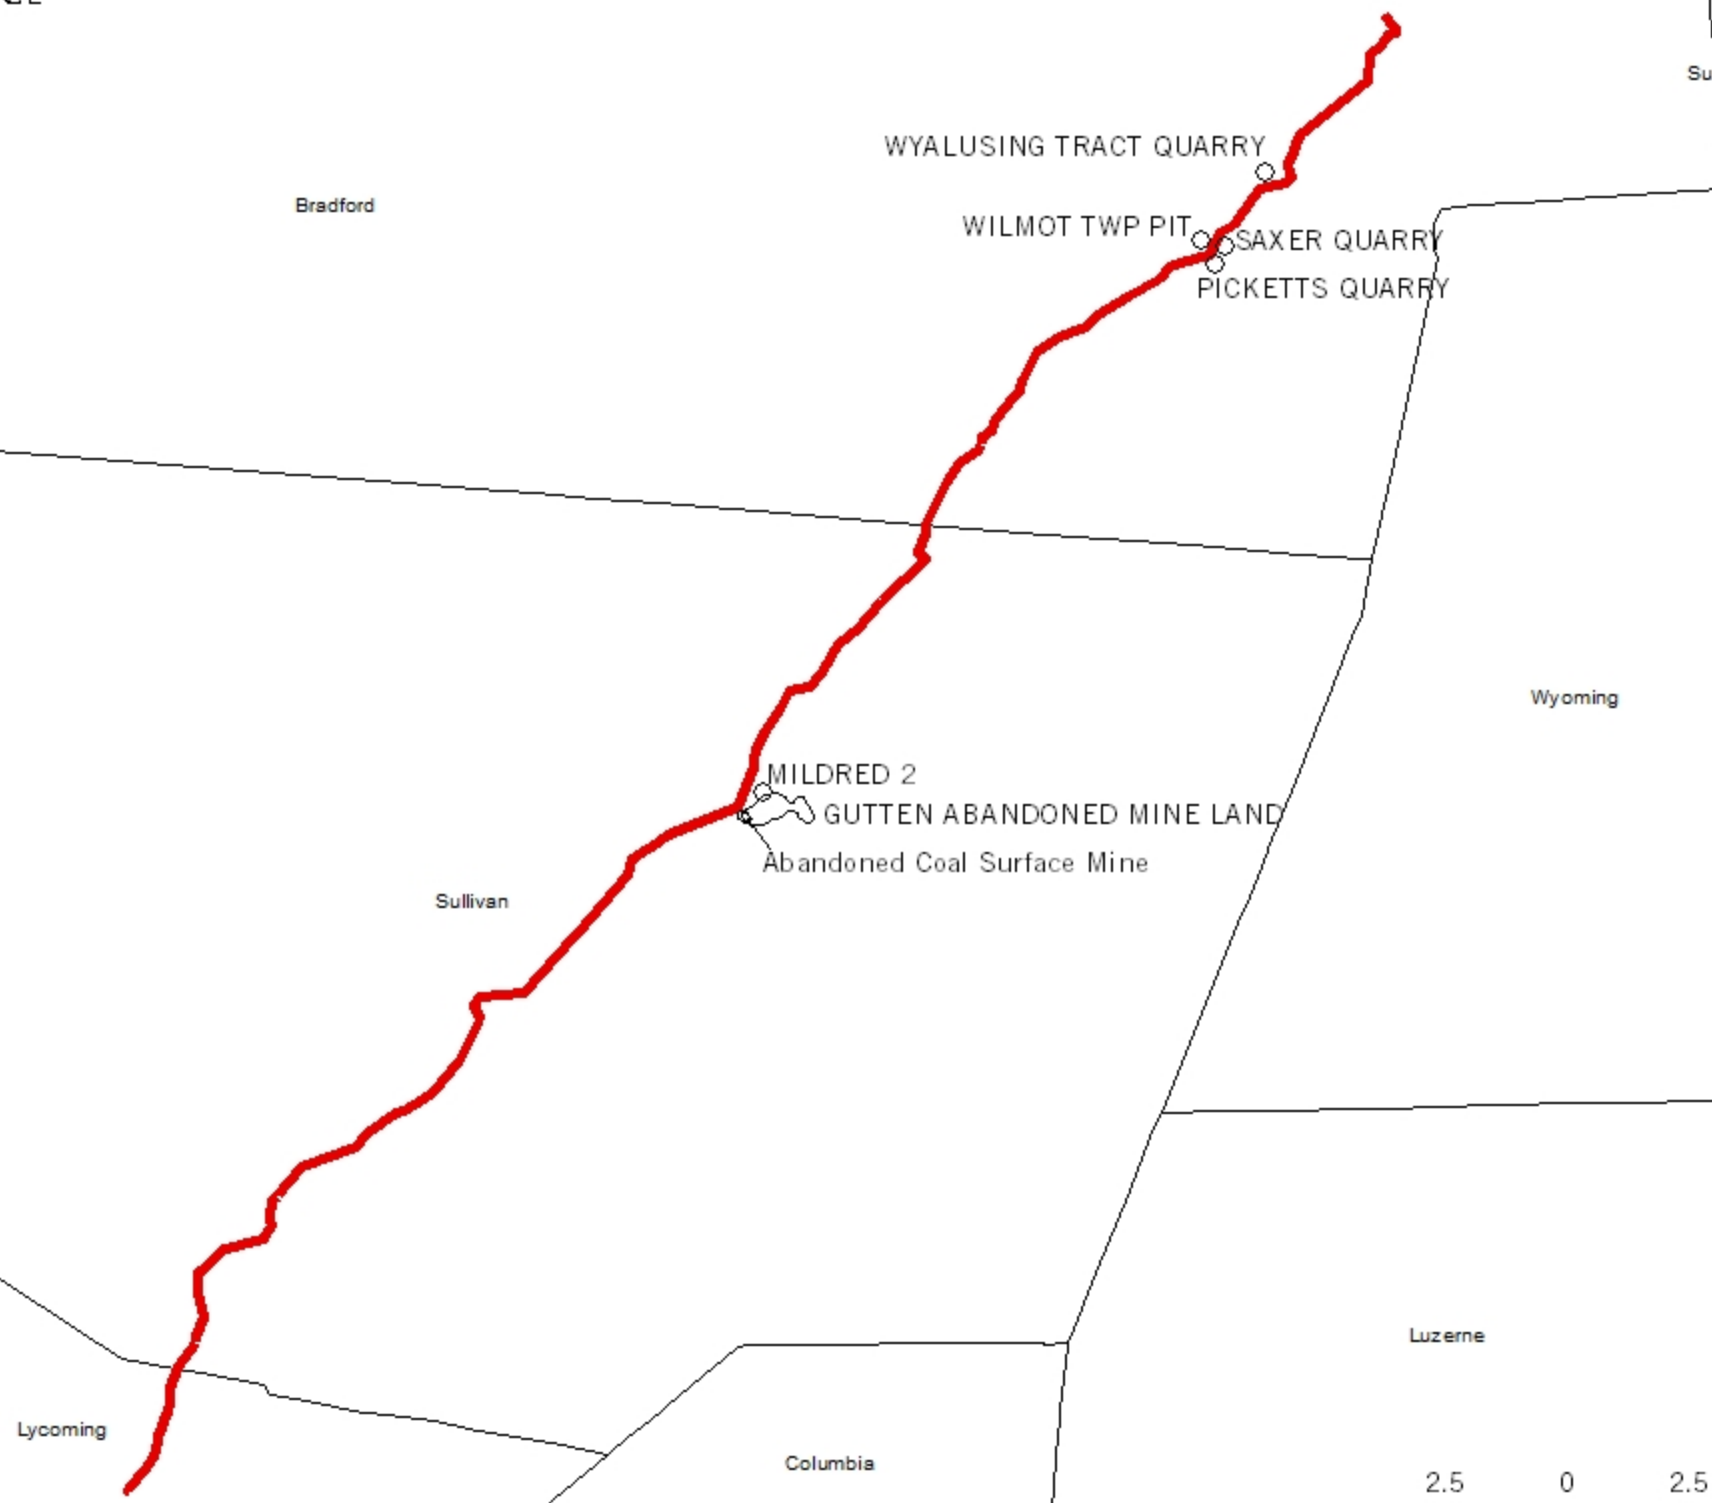 WYALUSING TRACT QUARRY
Bradford
WILMOT TWP PIT
SAXER QUARRY
PICKETTS QUARRY
Wyoming
MILDRED 2
GUTTEN ABANDONED MINE LAND
Abandoned Coal Surface Mine
Sullivan
Luzerne
Lycoming
Columbia
2.5 0 2.5